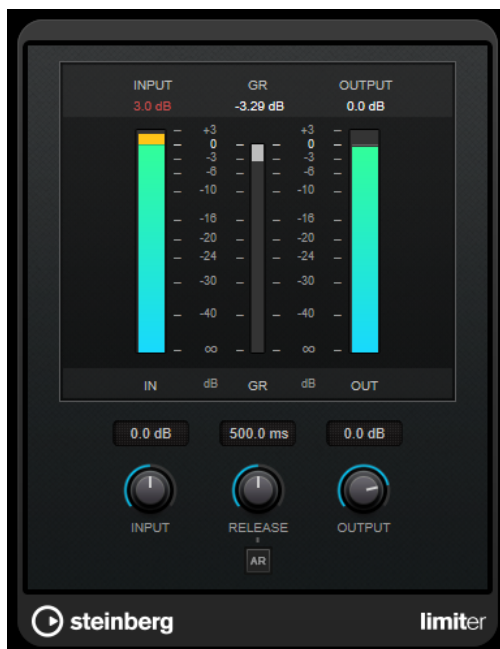 INPUT GR OUTPUT
3.0 dB -3.29 dB 0.0 dB
+3 +3
0 0
-3 -3
-6 -6
-10 -10
-16 -16
-20 -20
-24 -24
-30 -30
-40 -40
∞ ∞
IN dB GR dB OUT
0.0 dB 500.0 ms 0.0 dB
INPUT RELEASE OUTPUT
AR
steinberg limiter